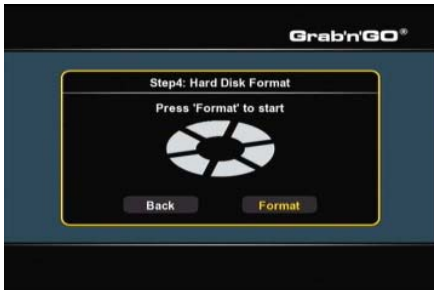 Grab'n'GO®
Step4: Hard Disk Format
Press 'Format' to start
Back Format